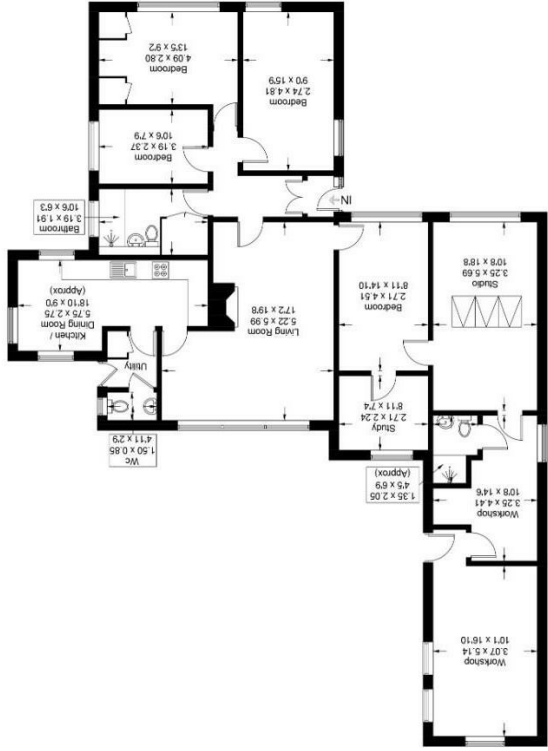 Workshop
3.07 x 5.14
10'1 x 16'10
Workshop
3.25 x 4.41
10'8 x 14'6
1.35 x 2.05
4'5 x 6'9
(Approx)
Wc
1.50 x 0.85
4'11 x 2'9
Study
2.71 x 2.24
8'11 x 7'4
Utility
Living Room
5.22 x 5.99
17'2 x 19'8
Kitchen /
Dining Room
5.75 x 2.75
18'10 x 9'0
(Approx)
Studio
3.25 x 5.69
10'8 x 18'8
Bedroom
2.71 x 4.51
8'11 x 14'10
Bathroom
3.19 x 1.91
10'6 x 6'3
IN
Bedroom
3.19 x 2.37
10'6 x 7'9
Bedroom
2.74 x 4.81
9'0 x 15'9
Bedroom
4.09 x 2.80
13'5 x 9'2